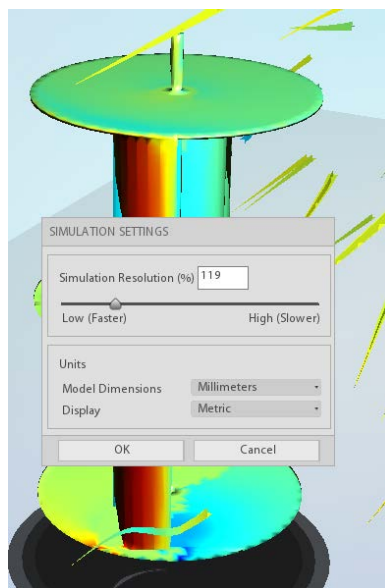 SIMULATION SETTINGS
Simulation Resolution (%) 119
Low (Faster) High (Slower)
Units
Model Dimensions Millimeters
Display Metric
OK Cancel